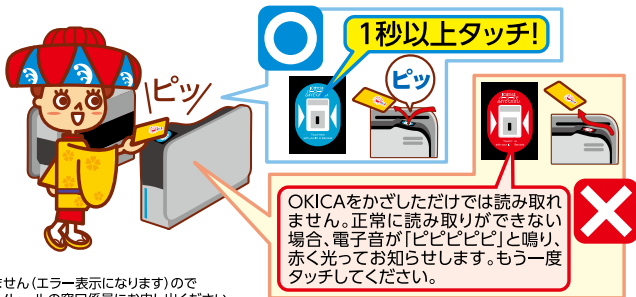 1秒以上タッチ!
ピッ
ピッ
OKICAをかざしただけでは読み取れ
ません。正常に読み取りができない
場合、電子音が「ピピピピピ」と鳴り、
赤く光ってお知らせします。もう一度
タッチしてください。
ません(エラー表示になります)ので